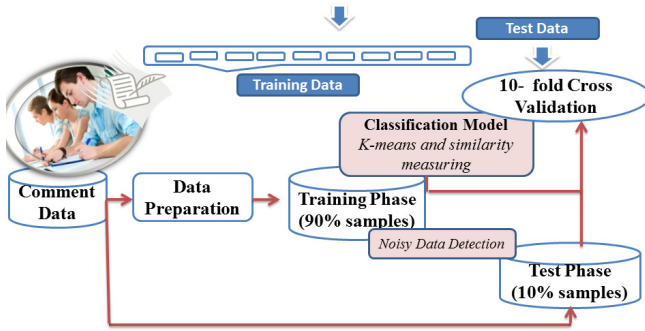 Test Data
Training Data
10- fold Cross
Validation
Classification Model
K-means and similarity
measuring
Comment
Data
Data
Preparation
Training Phase
(90% samples)
Noisy Data Detection
Test Phase
(10% samples)